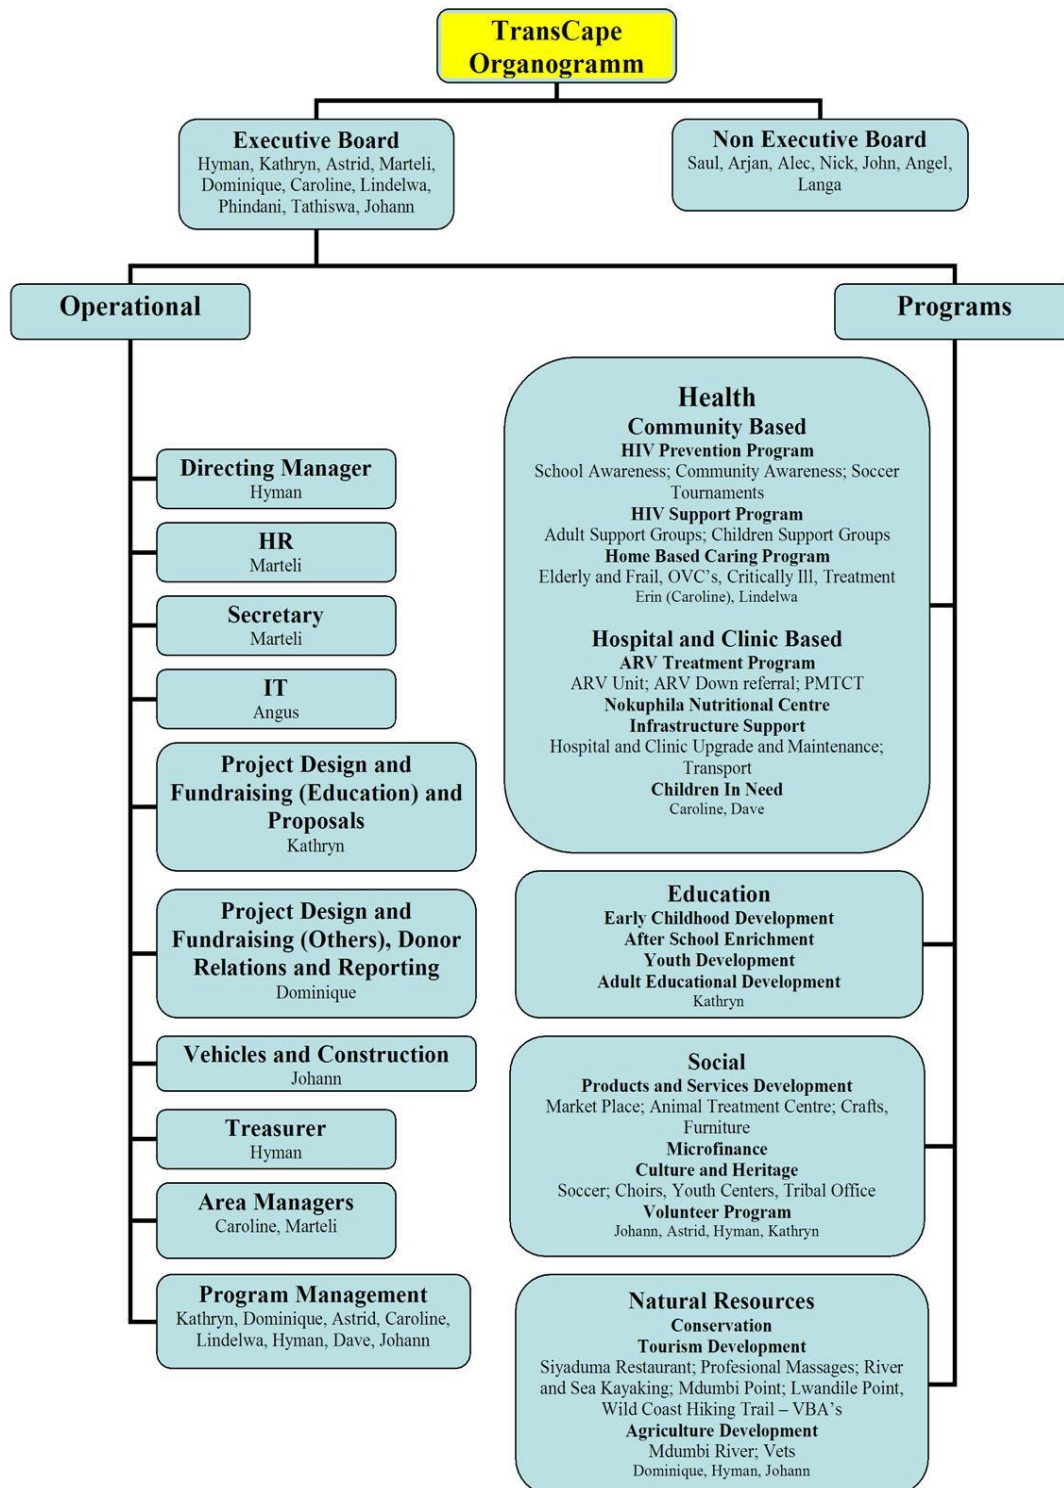 TransCape
Organogramm
Executive Board
Hyman, Kathryn, Astrid, Marteli,
Dominique, Caroline, Lindelwa,
Phindani, Tathiswa, Johann
Non Executive Board
Saul, Arjan, Alec, Nick, John, Angel,
Langa
Operational
Programs
Directing Manager
Hyman
HR
Marteli
Secretary
Marteli
IT
Angus
Project Design and
Fundraising (Education) and
Proposals
Kathryn
Project Design and
Fundraising (Others), Donor
Relations and Reporting
Dominique
Vehicles and Construction
Johann
Treasurer
Hyman
Area Managers
Caroline, Marteli
Program Management
Kathryn, Dominique, Astrid, Caroline,
Lindelwa, Hyman, Dave, Johann
Health
Community Based
HIV Prevention Program
School Awareness; Community Awareness; Soccer
Tournaments
HIV Support Program
Adult Support Groups; Children Support Groups
Home Based Caring Program
Elderly and Frail, OVC’s, Critically Ill, Treatment
Erin (Caroline), Lindelwa
Hospital and Clinic Based
ARV Treatment Program
ARV Unit; ARV Down referral; PMTCT
Nokuphila Nutritional Centre
Infrastructure Support
Hospital and Clinic Upgrade and Maintenance;
Transport
Children In Need
Caroline, Dave
Education
Early Childhood Development
After School Enrichment
Youth Development
Adult Educational Development
Kathryn
Social
Products and Services Development
Market Place; Animal Treatment Centre; Crafts,
Furniture
Microfinance
Culture and Heritage
Soccer; Choirs, Youth Centers, Tribal Office
Volunteer Program
Johann, Astrid, Hyman, Kathryn
Natural Resources
Conservation
Tourism Development
Siyaduma Restaurant; Profesional Massages; River
and Sea Kayaking; Mdumbi Point; Lwandile Point,
Wild Coast Hiking Trail – VBA’s
Agriculture Development
Mdumbi River; Vets
Dominique, Hyman, Johann